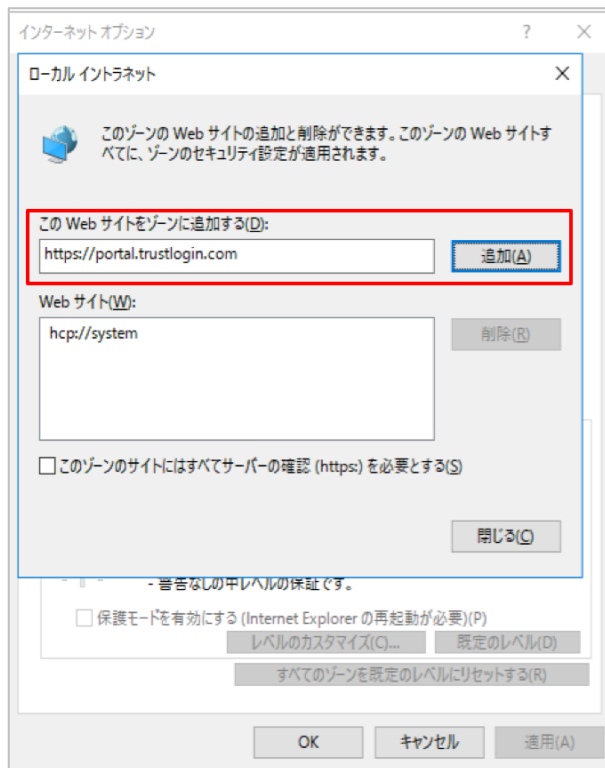 インターネット オプション
? ×
ローカル イントラネット
×
このゾーンの Web サイトの追加と削除ができます。このゾーンの Web サイトす
べてに、ゾーンのセキュリティ設定が適用されます。
この Web サイトをゾーンに追加する(D):
https://portal.trustlogin.com
追加(A)
Web サイト(W):
hcp://system
削除(R)
このゾーンのサイトにはすべてサーバーの確認 (https:) を必要とする(S)
閉じる(C)
- 警告なしの中レベルの保証です。
保護モードを有効にする (Internet Explorer の再起動が必要)(P)
レベルのカスタマイズ(C)...
既定のレベル(D)
すべてのゾーンを既定のレベルにリセットする(R)
OK
キャンセル
適用(A)